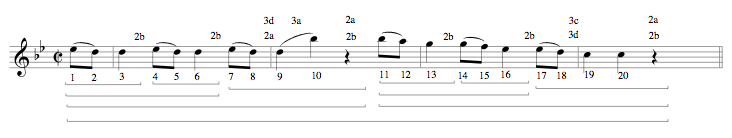 3d 3a 2a 3c 2a
2b 2b 2a 2b 2b 2b 3d 2b
1 2 3 4 5 6 7 8 9 10 11 12 13 14 15 16 17 18 19 20